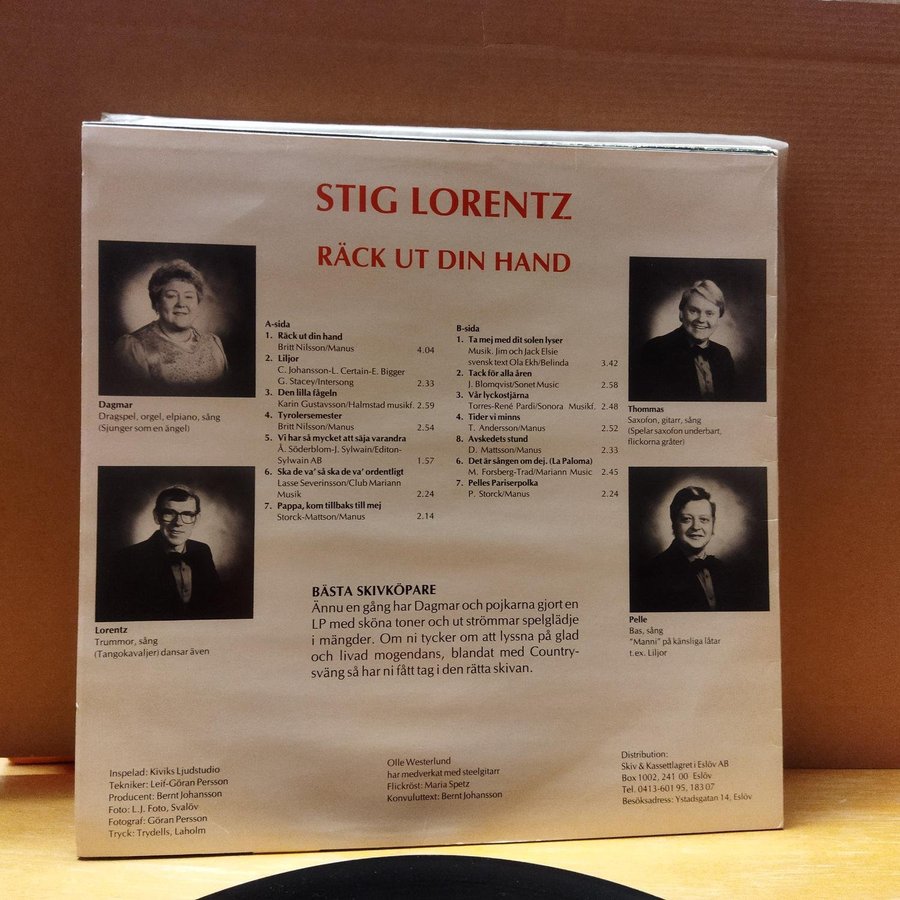 STIG LORENTZ
RÄCK UT DIN HAND
Dagmar
Dragspel, orgel, elpiano, sång
(Sjunger som en ängel)
Lorentz
Trummor, sång
(Tangokavaljer) dansar även
A-sida
1. Räck ut din hand
Britt Nilsson/Manus 4.04
2. Liljor
C. Johansson-L. Certain-E. Bigger
G. Stacey/Intersong 2.33
3. Den lilla fågeln
Karin Gustavsson/Halmstad musikf. 2.59
4. Tyrolersemester
Britt Nilsson/Manus 2.54
5. Vi har så mycket att säja varandra
Å. Söderblom-J. Sylwain/Editon-
Sylwain AB 1.57
6. Ska de va' så ska de va' ordentligt
Lasse Severinsson/Club Mariann
Musik 2.24
7. Pappa, kom tillbaks till mej
Storck-Mattson/Manus 2.14
B-sida
1. Ta mej med dit solen lyser
Musik. Jim och Jack Elsie
svensk text Ola Ekh/Belinda 3.42
2. Tack för alla åren
J. Blomqvist/Sonet Music 2.58
3. Vår lyckostjärna
Torres-René Pardi/Sonora Musikf. 2.48
4. Tider vi minns
T. Andersson/Manus 2.52
8. Avskedets stund
D. Mattsson/Manus 2.33
6. Det är sången om dej. (La Paloma)
M. Forsberg-Trad/Mariann Music 2.45
7. Pelles Pariserpolka
P. Storck/Manus 2.24
Thommas
Saxofon, gitarr, sång
(Spelar saxofon underbart,
flickorna gråter)
Pelle
Bas, sång
"Manni" på känsliga låtar
t.ex. Liljor
BÄSTA SKIVKÖPARE
Ännu en gång har Dagmar och pojkarna gjort en
LP med sköna toner och ut strömmar spelglädje
i mängder. Om ni tycker om att lyssna på glad
och livad mogendans, blandat med Country-
sväng så har ni fått tag i den rätta skivan.
Inspelad: Kiviks Ljudstudio
Tekniker: Leif-Göran Persson
Producent: Bernt Johansson
Foto: L.J. Foto, Svalöv
Fotograf: Göran Persson
Tryck: Trydells, Laholm
Olle Westerlund
har medverkat med steelgitarr
Flickröst: Maria Spetz
Konvoluttext: Bernt Johansson
Distribution:
Skiv & Kassettlagret i Eslöv AB
Box 1002, 241 00 Eslöv
Tel. 0413-601 95, 183 07
Besöksadress: Ystadsgatan 14, Eslöv